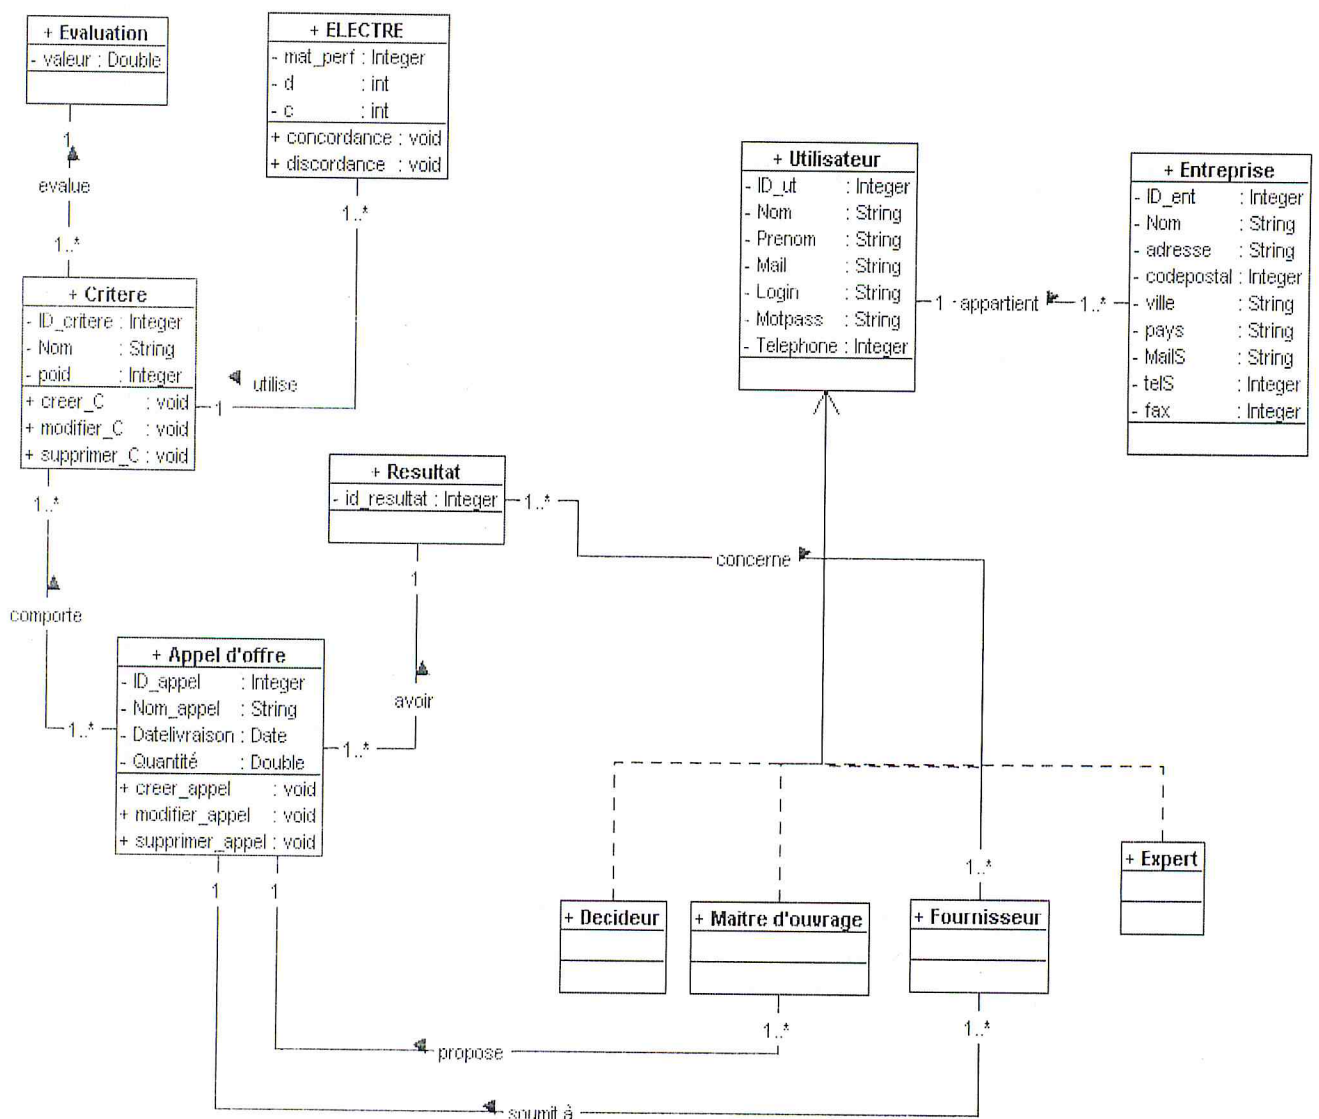 + Evaluation
- valeur : Double
+ ELECTRE
- mat_perf : Integer
- d : int
- c : int
+ concordance : void
+ discordance : void
1
evalue
1..*
1..*
+ Utilisateur
- ID_ut : Integer
- Nom : String
- Prenom : String
- Mail : String
- Login : String
- Motpass : String
- Telephone : Integer
1
appartient
1..*
+ Entreprise
- ID_ent : Integer
- Nom : String
- adresse : String
- codepostal : Integer
- ville : String
- pays : String
- MailS : String
- telS : Integer
- fax : Integer
+ Critere
- ID_critere : Integer
- Nom : String
- poid : Integer
+ creer_C : void
+ modifier_C : void
+ supprimer_C : void
utilise
1
1..*
+ Resultat
- id_resultat : Integer
1..*
concerne
1
comporte
avoir
+ Appel d'offre
- ID_appel : Integer
- Nom_appel : String
- Datelivraison : Date
- Quantité : Double
+ creer_appel : void
+ modifier_appel : void
+ supprimer_appel : void
1..*
1..*
1
1
1..*
+ Decideur
+ Maitre d'ouvrage
+ Fournisseur
+ Expert
1..*
1..*
propose
soumit à